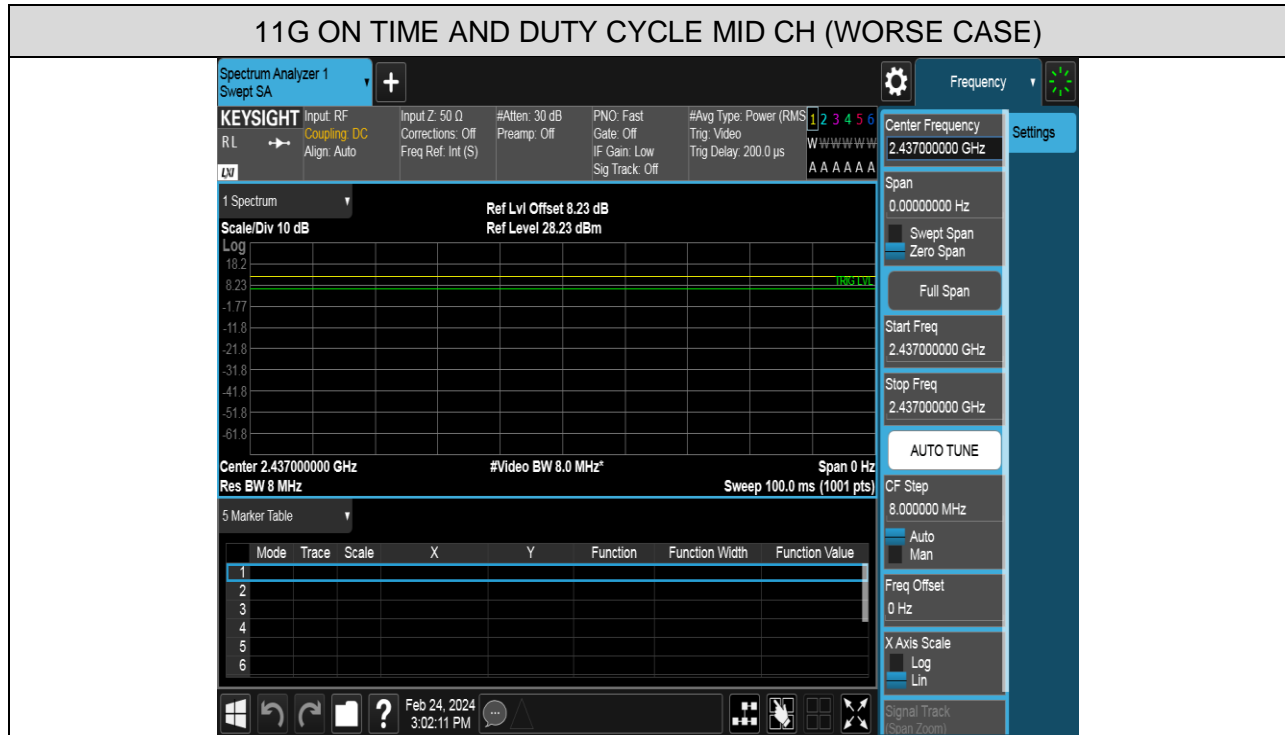 11G ON TIME AND DUTY CYCLE MID CH (WORSE CASE)
Spectrum Analyzer 1
Swept SA
Frequency
KEYSIGHT
RL
LXI
Input: RF
Coupling: DC
Align: Auto
Input Z: 50 Ω
Corrections: Off
Freq Ref: Int (S)
#Atten: 30 dB
Preamp: Off
PNO: Fast
Gate: Off
IF Gain: Low
Sig Track: Off
#Avg Type: Power (RMS
Trig: Video
Trig Delay: 200.0 µs
1 2 3 4 5 6
W W W W W W
A A A A A A
1 Spectrum
Scale/Div 10 dB
Ref Lvl Offset 8.23 dB
Ref Level 28.23 dBm
Log
18.2
8.23
-1.77
-11.8
-21.8
-31.8
-41.8
-51.8
-61.8
TRIG LVL
Center 2.437000000 GHz
#Video BW 8.0 MHz*
Span 0 Hz
Res BW 8 MHz
Sweep 100.0 ms (1001 pts)
5 Marker Table
Mode Trace Scale X Y Function Function Width Function Value
1
2
3
4
5
6
Feb 24, 2024
3:02:11 PM
Center Frequency
2.437000000 GHz
Settings
Span
0.00000000 Hz
Swept Span
Zero Span
Full Span
Start Freq
2.437000000 GHz
Stop Freq
2.437000000 GHz
AUTO TUNE
CF Step
8.000000 MHz
Auto
Man
Freq Offset
0 Hz
X Axis Scale
Log
Lin
Signal Track
(Span Zoom)